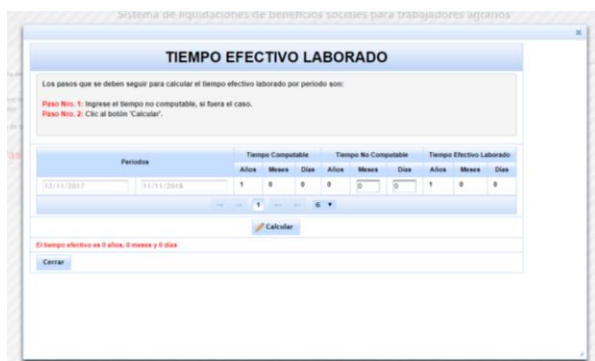 Sistema de liquidaciones de beneficios sociales para trabajadores agrarios
TIEMPO EFECTIVO LABORADO
Los pasos que se deben seguir para calcular el tiempo efectivo laborado por periodo son:
Paso Nro. 1: Ingrese el tiempo no computable, si fuera el caso.
Paso Nro. 2: Clic al botón 'Calcular'.
Periodos Tiempo Computable Tiempo No Computable Tiempo Efectivo Laborado
Años Meses Dias Años Meses Dias Años Meses Dias
12/11/2017 11/11/2018 1 0 0 0 0 0 1 0 0
1 6
Calcular
El tiempo efectivo es 0 años, 0 meses y 0 días
Cerrar